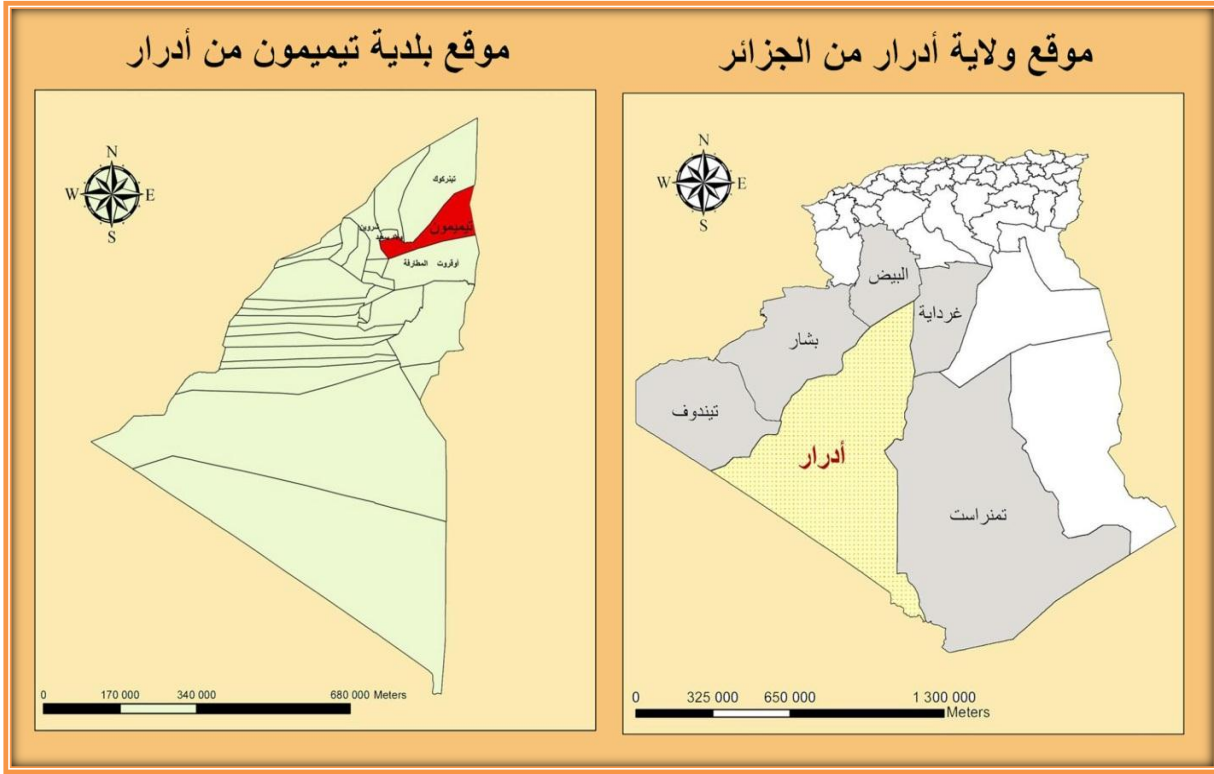 موقع ولاية أدرار من الجزائر
N
W E
S
البيض
غرداية
بشار
تيندوف
أدرار
تمنراست
0 325 000 650 000 1 300 000
Meters
موقع بلدية تيميمون من أدرار
N
W E
S
تينركوك
تيميمون
أوقروت المطارفة
0 170 000 340 000 680 000 Meters